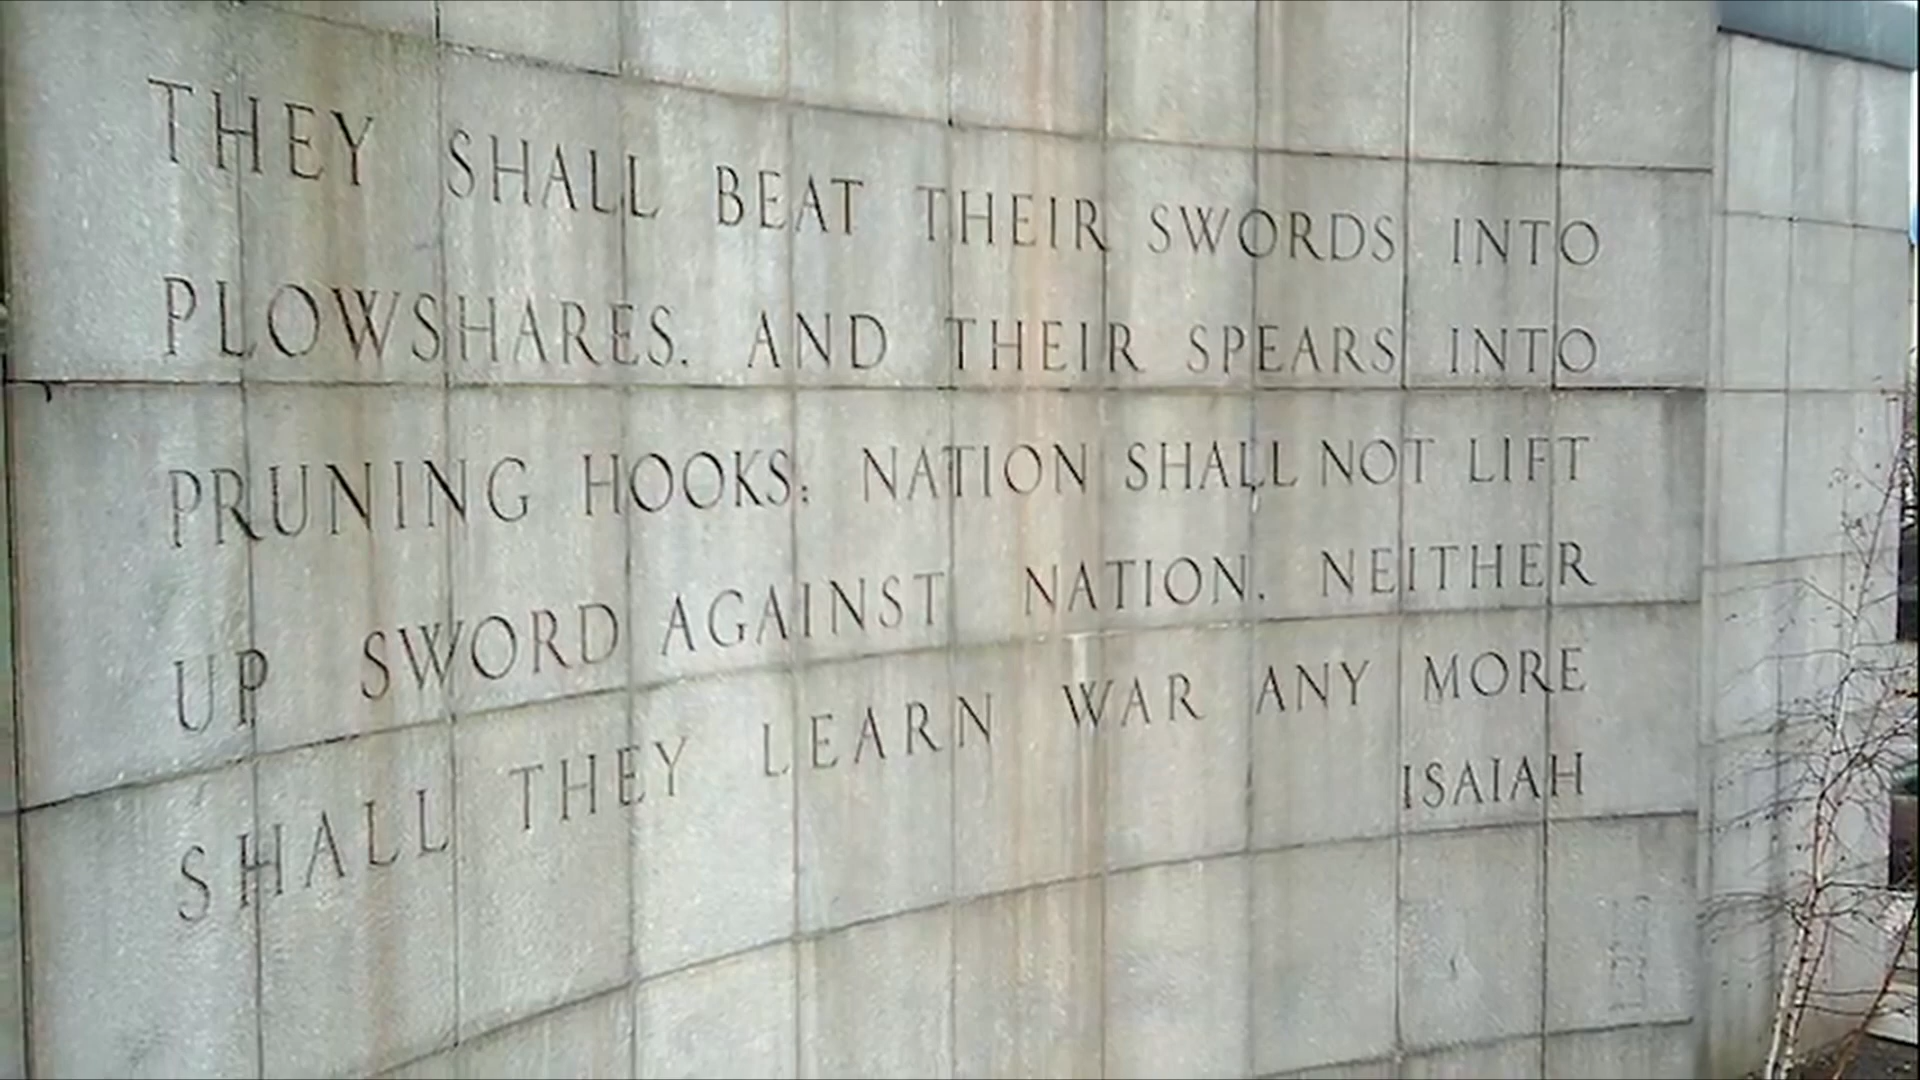 THEY SHALL BEAT THEIR SWORDS INTO
PLOWSHARES. AND THEIR SPEARS INTO
PRUNING HOOKS: NATION SHALL NOT LIFT
UP SWORD AGAINST NATION. NEITHER
SHALL THEY LEARN WAR ANY MORE
ISAIAH